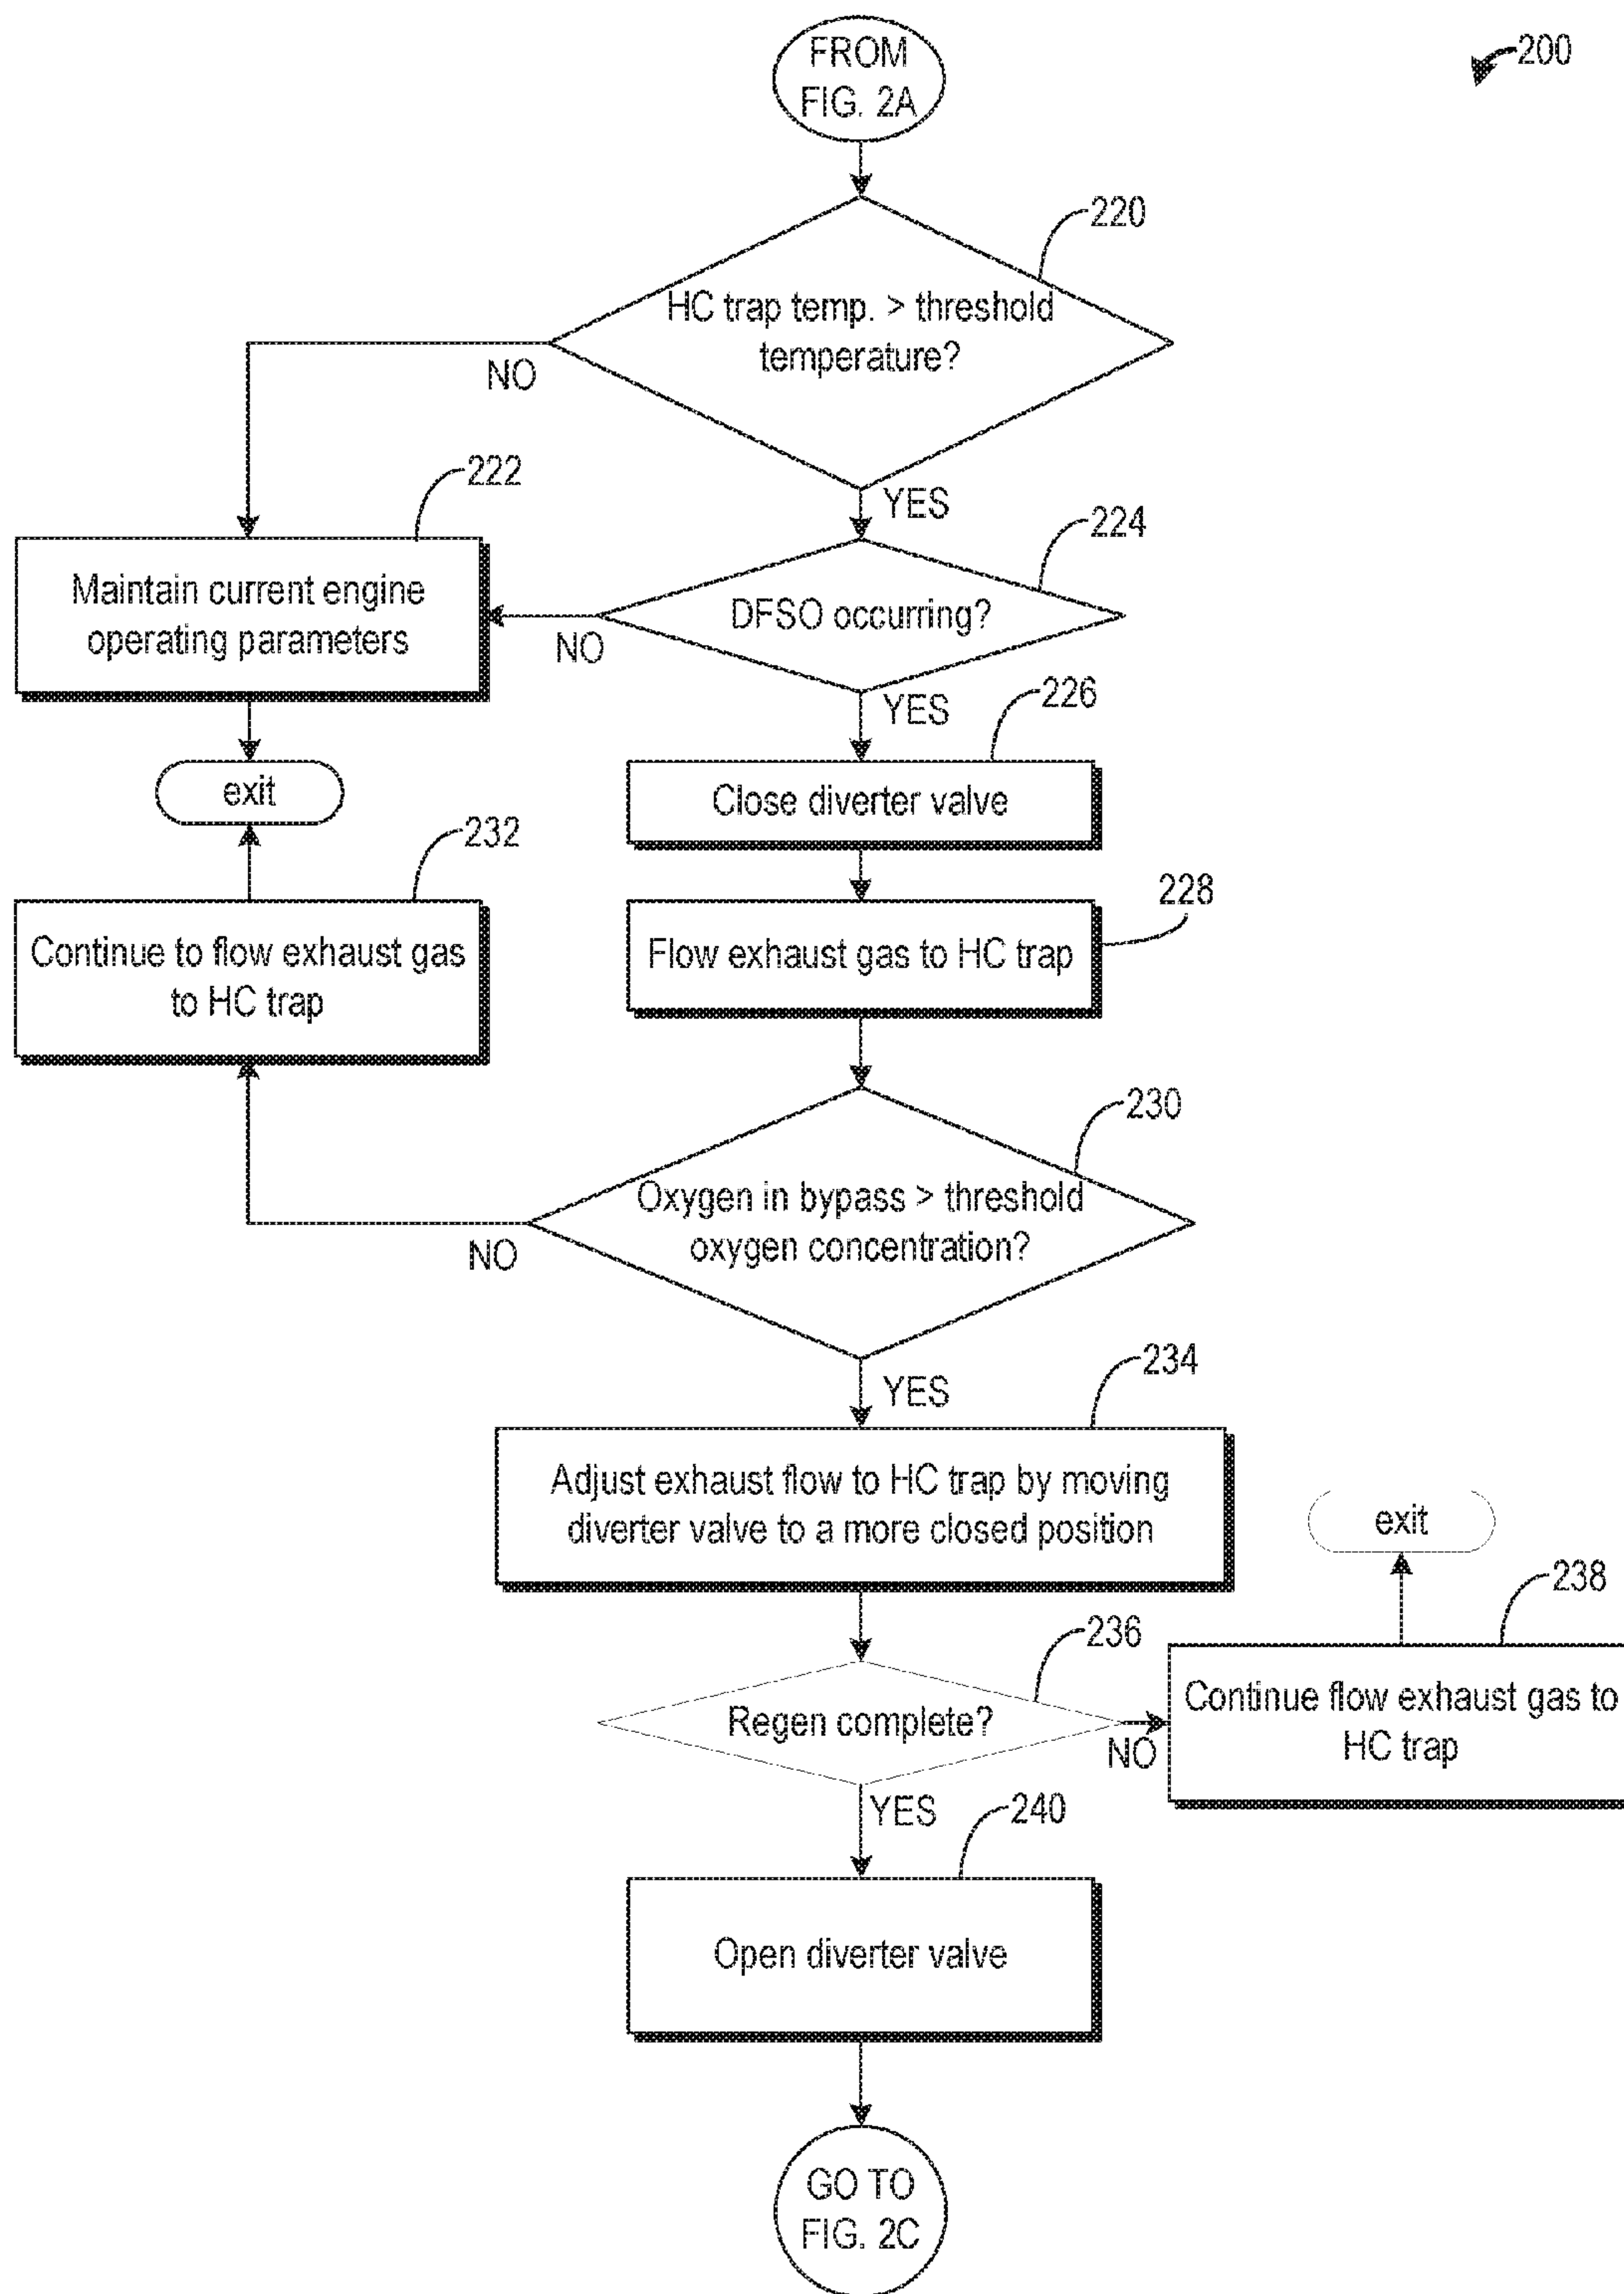 FROM
FIG. 2A
200
220
HC trap temp. > threshold
temperature?
NO
YES
222
224
Maintain current engine
operating parameters
DFSO occurring?
NO
YES
226
exit
Close diverter valve
232
228
Continue to flow exhaust gas
to HC trap
Flow exhaust gas to HC trap
230
Oxygen in bypass > threshold
oxygen concentration?
NO
YES
234
Adjust exhaust flow to HC trap by moving
diverter valve to a more closed position
exit
238
236
Regen complete?
NO
Continue flow exhaust gas to
HC trap
YES
240
Open diverter valve
GO TO
FIG. 2C